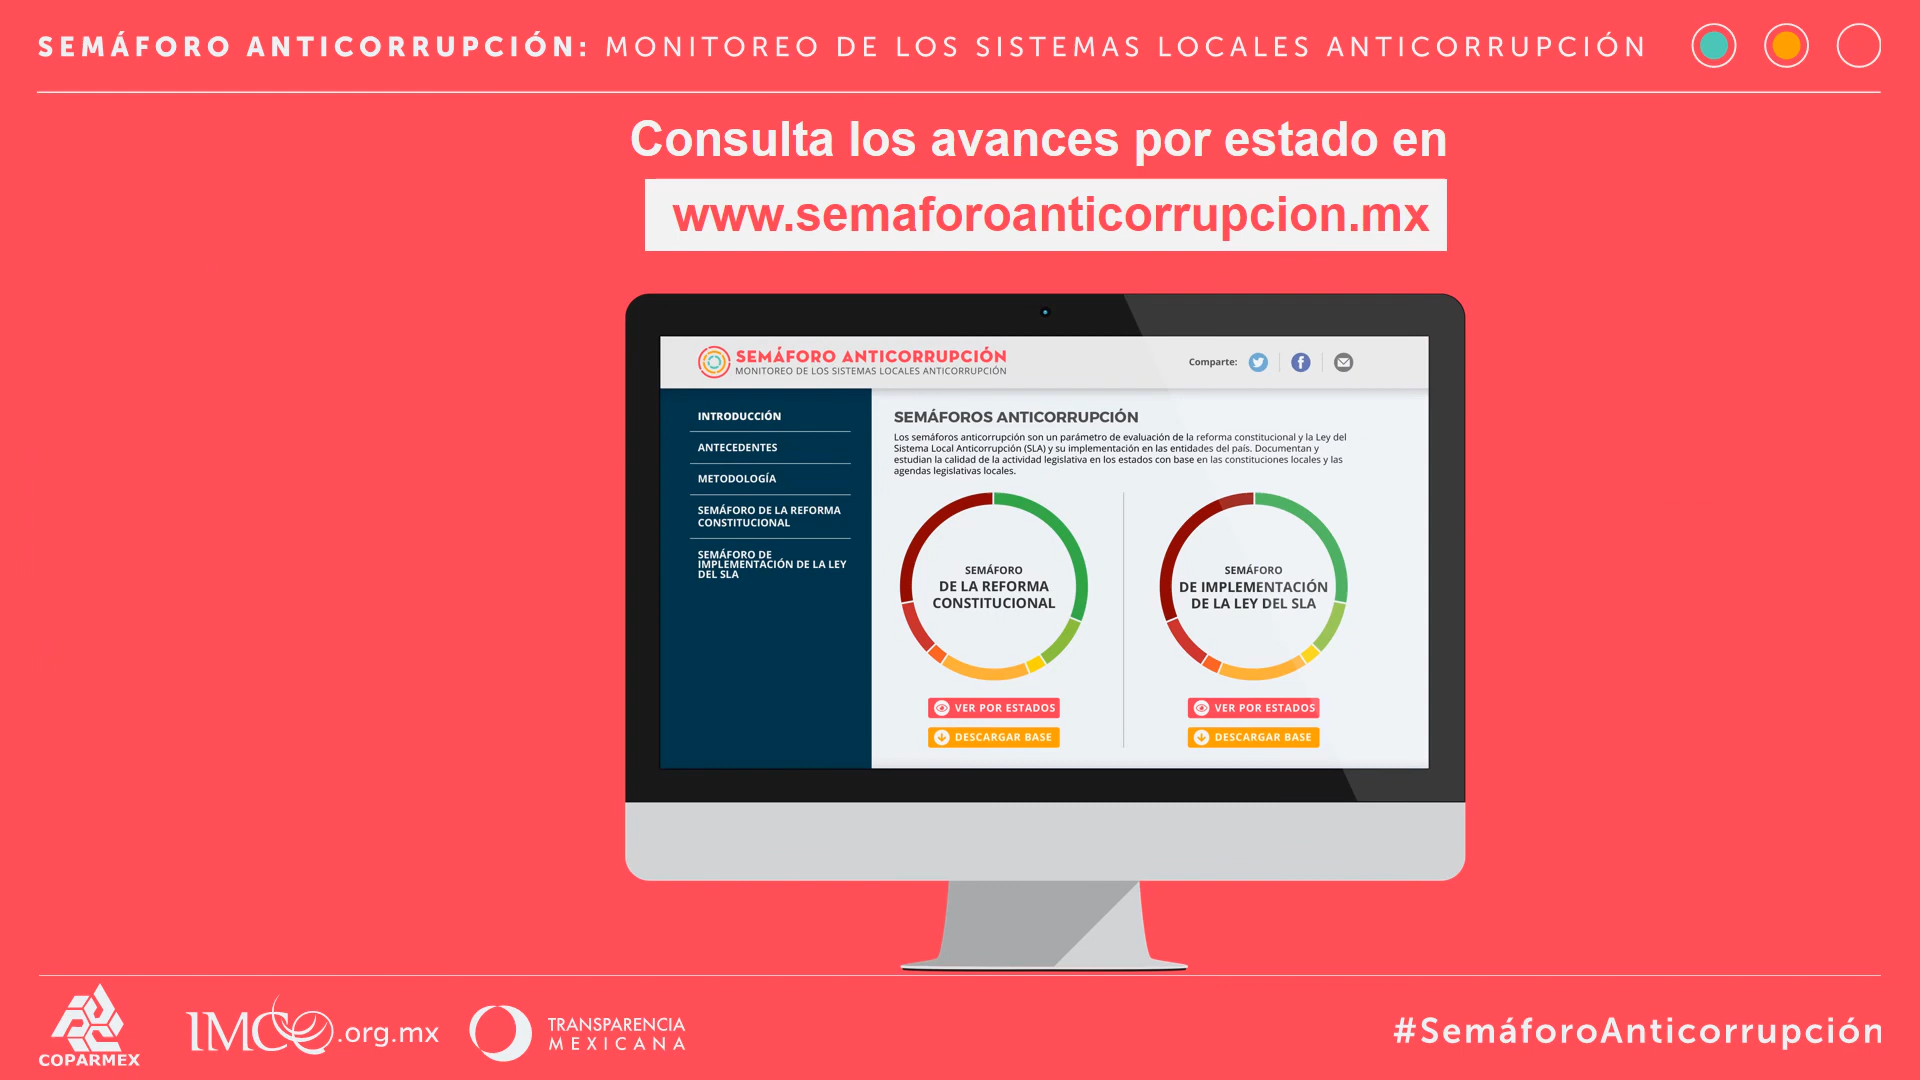 SEMÁFORO ANTICORRUPCIÓN: MONITOREO DE LOS SISTEMAS LOCALES ANTICORRUPCIÓN
Consulta los avances por estado en
www.semaforoanticorrupcion.mx
SEMÁFORO ANTICORRUPCIÓN
MONITOREO DE LOS SISTEMAS LOCALES ANTICORRUPCIÓN
Comparte:
INTRODUCCIÓN
ANTECEDENTES
METODOLOGÍA
SEMÁFORO DE LA REFORMA
CONSTITUCIONAL
SEMÁFORO DE
IMPLEMENTACIÓN DE LA LEY
DEL SLA
SEMÁFOROS ANTICORRUPCIÓN
Los semáforos anticorrupción son un parámetro de evaluación de la reforma constitucional y la Ley del
Sistema Local Anticorrupción (SLA) y su implementación en las entidades del país. Documentan y
estudian la calidad de la actividad legislativa en los estados con base en las constituciones locales y las
agendas legislativas locales.
SEMÁFORO
DE LA REFORMA
CONSTITUCIONAL
VER POR ESTADOS
DESCARGAR BASE
SEMÁFORO
DE IMPLEMENTACIÓN
DE LA LEY DEL SLA
VER POR ESTADOS
DESCARGAR BASE
COPARMEX
IMCO.org.mx
TRANSPARENCIA
MEXICANA
#SemáforoAnticorrupción